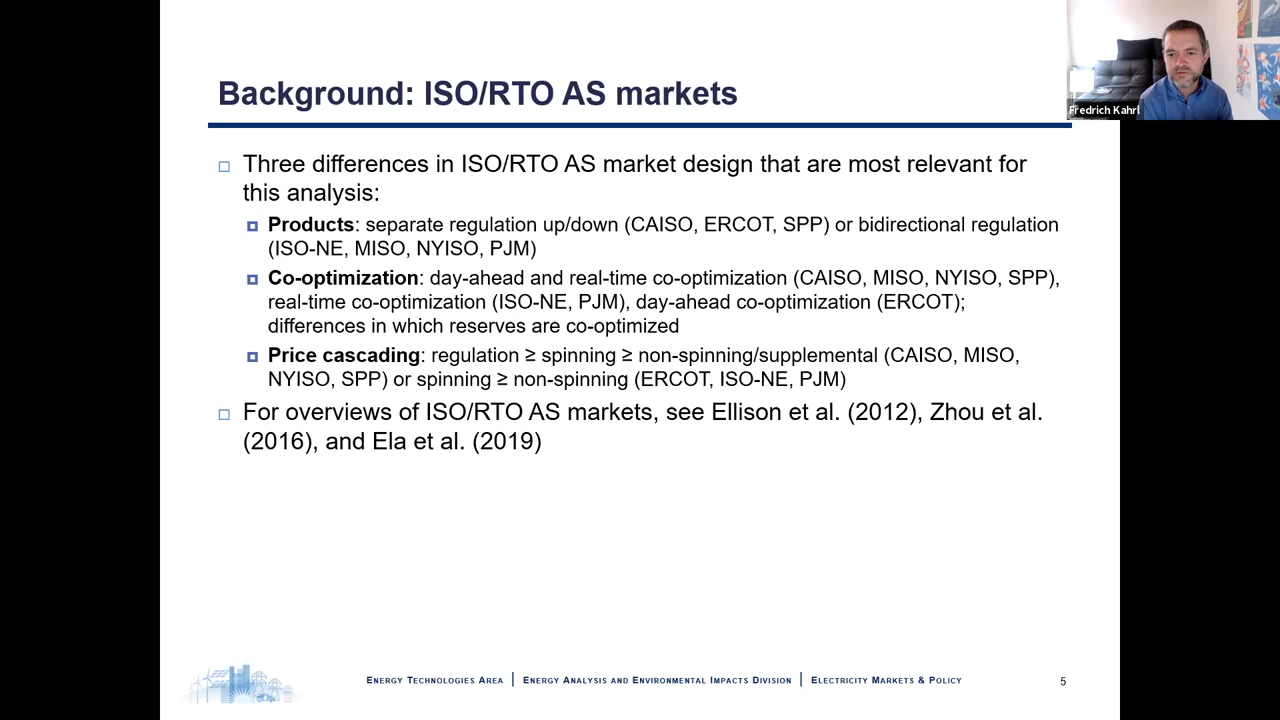 Background: ISO/RTO AS markets
Fredrich Kahrl
Three differences in ISO/RTO AS market design that are most relevant for
this analysis:
Products: separate regulation up/down (CAISO, ERCOT, SPP) or bidirectional regulation
(ISO-NE, MISO, NYISO, PJM)
Co-optimization: day-ahead and real-time co-optimization (CAISO, MISO, NYISO, SPP),
real-time co-optimization (ISO-NE, PJM), day-ahead co-optimization (ERCOT);
differences in which reserves are co-optimized
Price cascading: regulation ≥ spinning ≥ non-spinning/supplemental (CAISO, MISO,
NYISO, SPP) or spinning ≥ non-spinning (ERCOT, ISO-NE, PJM)
For overviews of ISO/RTO AS markets, see Ellison et al. (2012), Zhou et al.
(2016), and Ela et al. (2019)
Energy Technologies Area | Energy Analysis and Environmental Impacts Division | Electricity Markets & Policy
5